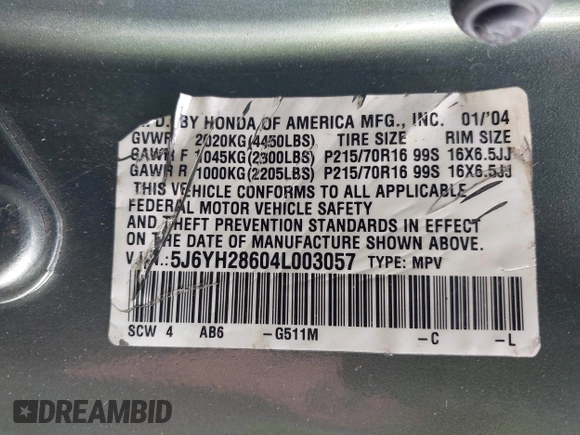 BY HONDA OF AMERICA MFG., INC. 01/'04
GVWR 2020KG(4450LBS) TIRE SIZE RIM SIZE
GAWR F 1045KG(2300LBS) P215/70R16 99S 16X6.5JJ
GAWR R 1000KG(2205LBS) P215/70R16 99S 16X6.5JJ
THIS VEHICLE CONFORMS TO ALL APPLICABLE
FEDERAL MOTOR VEHICLE SAFETY
AND THEFT PREVENTION STANDARDS IN EFFECT
ON THE DATE OF MANUFACTURE SHOWN ABOVE.
V.I.N.:5J6YH28604L003057 TYPE: MPV
SCW 4 AB6 -G511M -C -L
DREAMBID